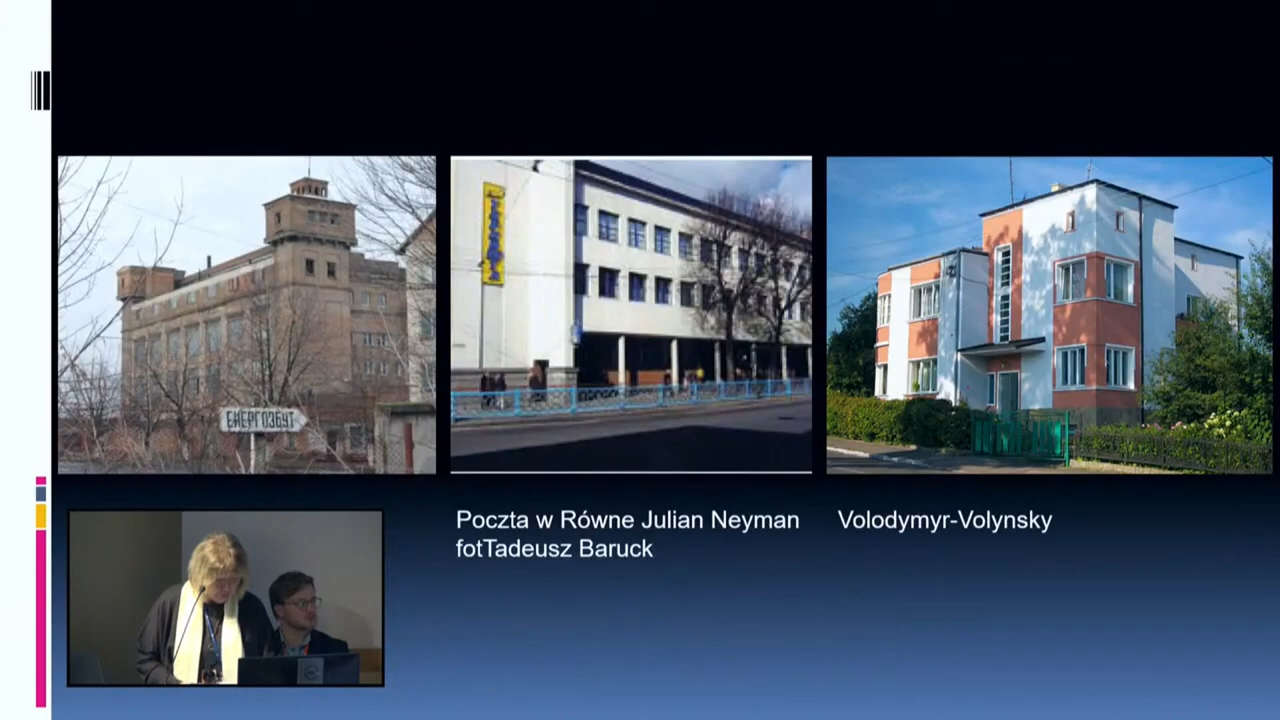 ЕНЕРГОЗБУТ
Poczta w Równe Julian Neyman
fotTadeusz Baruck
Volodymyr-Volynsky